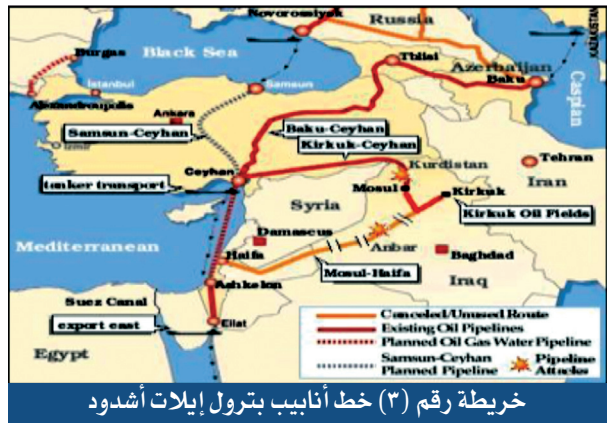 Novorossiysk
Russia
KAZAKISTAN
Burgas
Black Sea
Tblisi
Azerbaijan
Baku
Caspian
Istanbul
Alexandroupolis
Samsun
Ankara
Samsun-Ceyhan
Izmir
Baku-Ceyhan
Kirkuk-Ceyhan
Ceyhan
Kurdistan
Tehran
tanker transport
Mosul
Kirkuk
Iran
Syria
Kirkuk Oil Fields
Damascus
Anbar
Mediterranean
Haifa
Baghdad
Mosul-Haifa
Ashkelon
Iraq
Suez Canal
export east
Eilat
Egypt
Canceled/Unused Route
Existing Oil Pipelines
Planned Oil Gas Water Pipeline
Samsun-Ceyhan
Planned Pipeline
Pipeline
Attacks
خريطة رقم (٣) خط أنابيب بترول إيلات أشدود